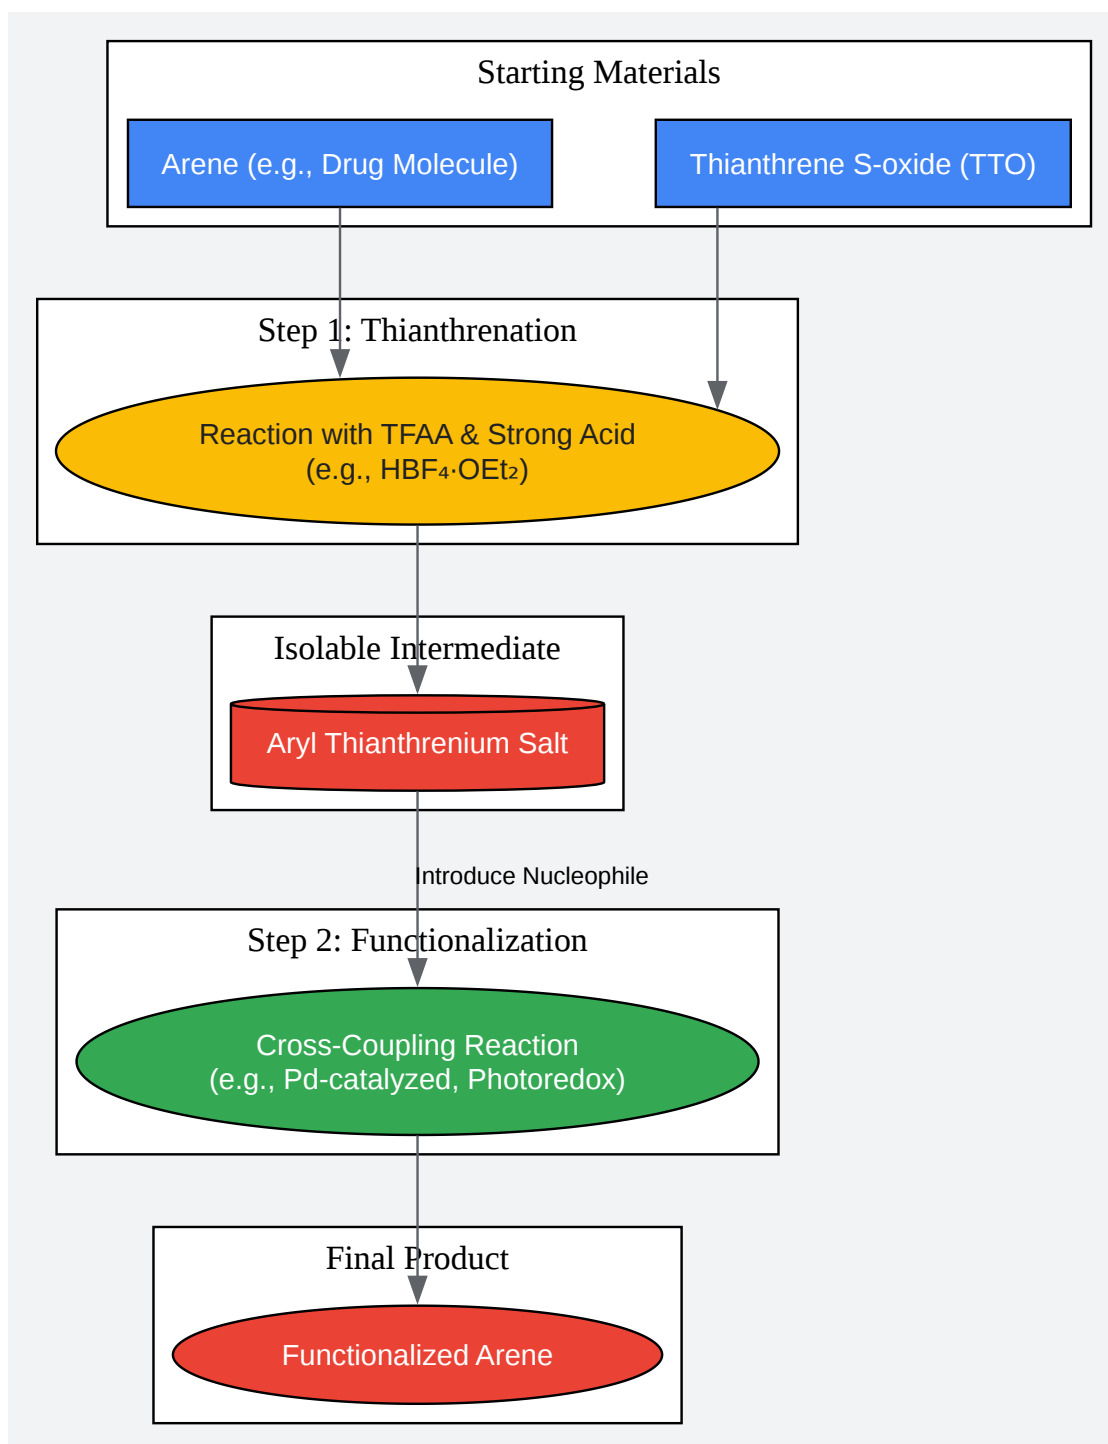 Starting Materials
Arene (e.g., Drug Molecule)
Thianthrene S-oxide (TTO)
Step 1: Thianthrenation
Reaction with TFAA & Strong Acid
(e.g., HBF₄·OEt₂)
Isolable Intermediate
Aryl Thianthrenium Salt
Introduce Nucleophile
Step 2: Functionalization
Cross-Coupling Reaction
(e.g., Pd-catalyzed, Photoredox)
Final Product
Functionalized Arene